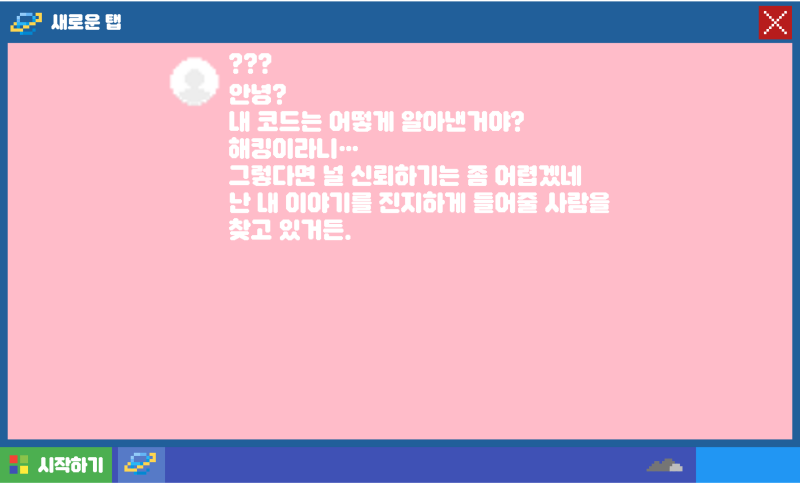 새로운 탭
???
안녕?
내 코드는 어떻게 알아낸거야?
해킹이라니…
그렇다면 널 신뢰하기는 좀 어렵겠네
난 내 이야기를 진지하게 들어줄 사람을
찾고 있거든.
시작하기